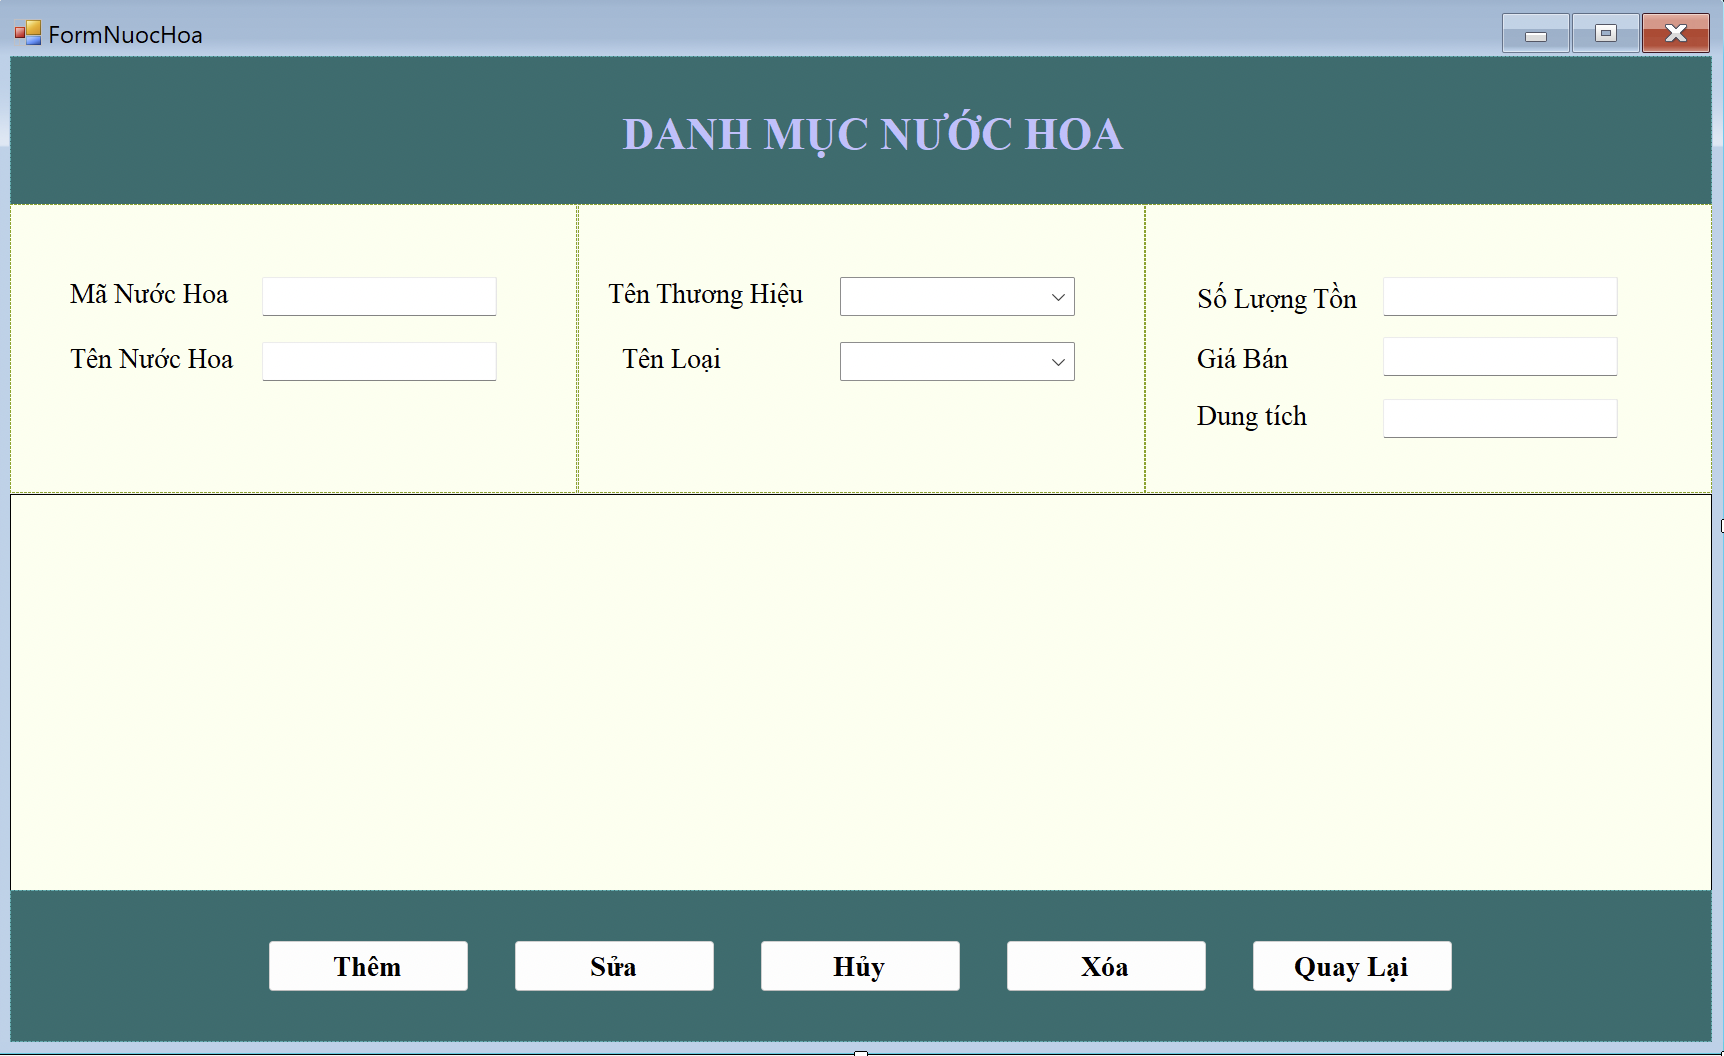 FormNuocHoa
DANH MỤC NƯỚC HOA
Mã Nước Hoa
Tên Nước Hoa
Tên Thương Hiệu
Tên Loại
Số Lượng Tồn
Giá Bán
Dung tích
Thêm
Sửa
Hủy
Xóa
Quay Lại